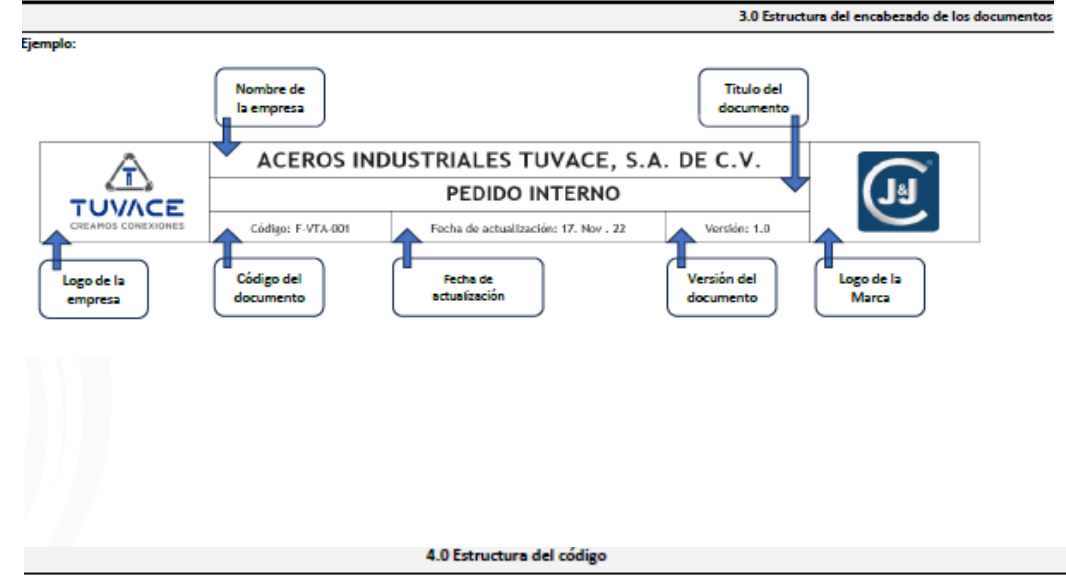 3.0 Estructura del encabezado de los documentos
Ejemplo:
Nombre de
la empresa
Titulo del
documento
TUVACE
CREAMOS CONEXIONES
ACEROS INDUSTRIALES TUVACE, S.A. DE C.V.
PEDIDO INTERNO
Código: F-VTA-001
Fecha de actualización: 17. Nov . 22
Versión: 1.0
J&J
Logo de la
empresa
Código del
documento
Fecha de
actualización
Versión del
documento
Logo de la
Marca
4.0 Estructura del código